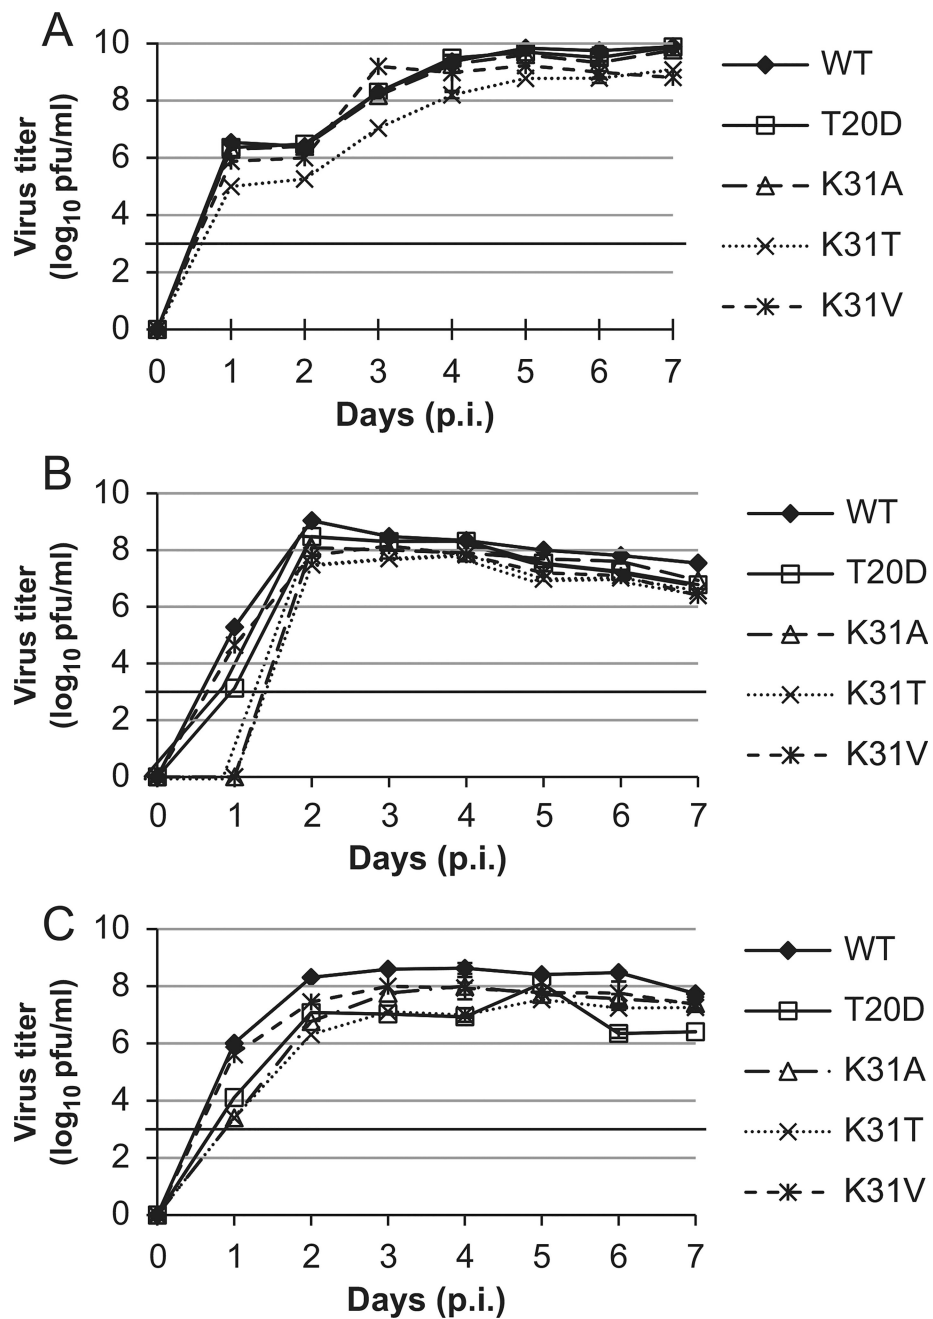 A
10
8
6
4
2
0
Virus titer
(log10 pfu/ml)
0 1 2 3 4 5 6 7
Days (p.i.)
WT
T20D
K31A
K31T
K31V
B
10
8
6
4
2
0
Virus titer
(log10 pfu/ml)
0 1 2 3 4 5 6 7
Days (p.i.)
WT
T20D
K31A
K31T
K31V
C
10
8
6
4
2
0
Virus titer
(log10 pfu/ml)
0 1 2 3 4 5 6 7
Days (p.i.)
WT
T20D
K31A
K31T
K31V